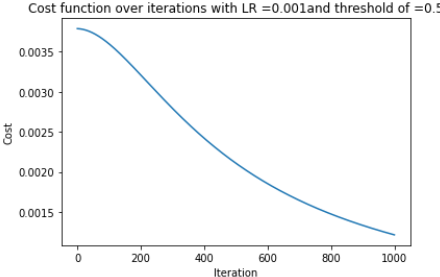 Cost function over iterations with LR =0.001and threshold of =0.5
0.0035
0.0030
0.0025
0.0020
0.0015
Cost
0 200 400 600 800 1000
Iteration